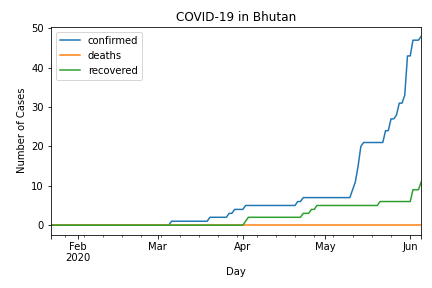 COVID-19 in Bhutan
confirmed
deaths
recovered
Number of Cases
50
40
30
20
10
0
Feb
2020
Mar
Apr
May
Jun
Day